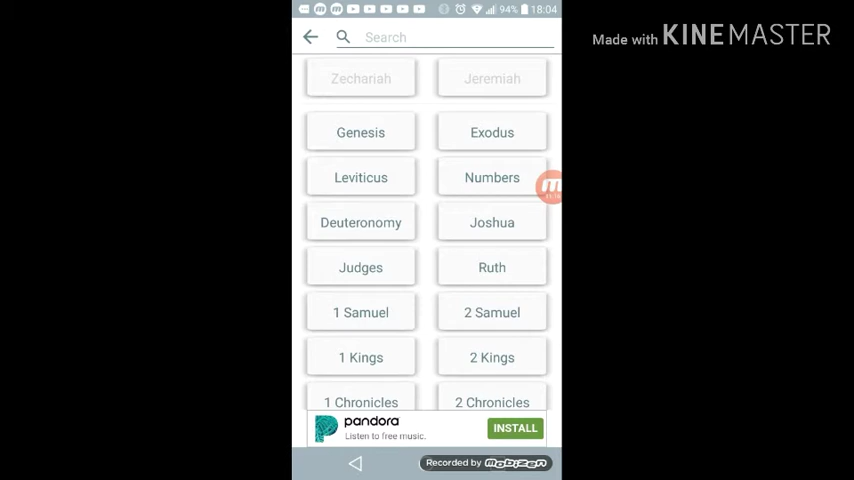 94% 18:04
Made with KINEMASTER
Search
Zechariah Jeremiah
Genesis Exodus
Leviticus Numbers
Deuteronomy Joshua
Judges Ruth
1 Samuel 2 Samuel
1 Kings 2 Kings
1 Chronicles 2 Chronicles
pandora
Listen to free music.
INSTALL
Recorded by mobizen